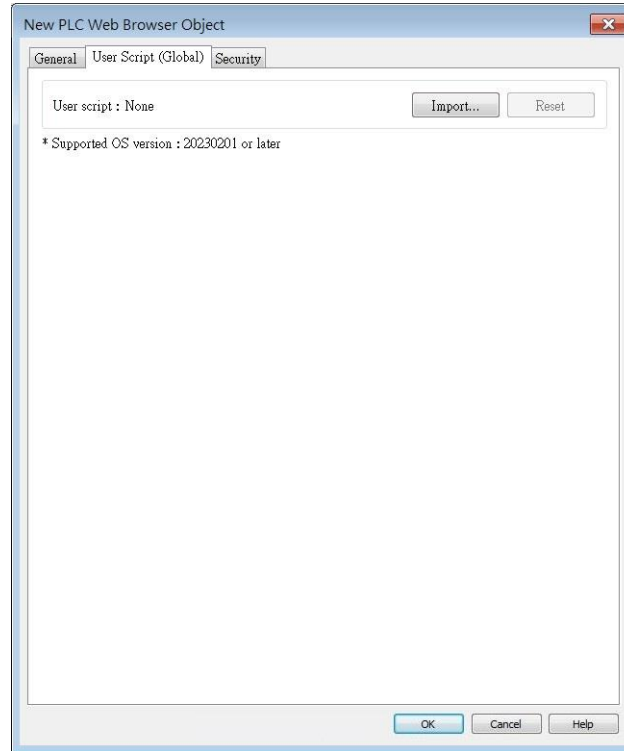 New PLC Web Browser Object
General User Script (Global) Security
User script : None Import... Reset
* Supported OS version : 20230201 or later
OK Cancel Help